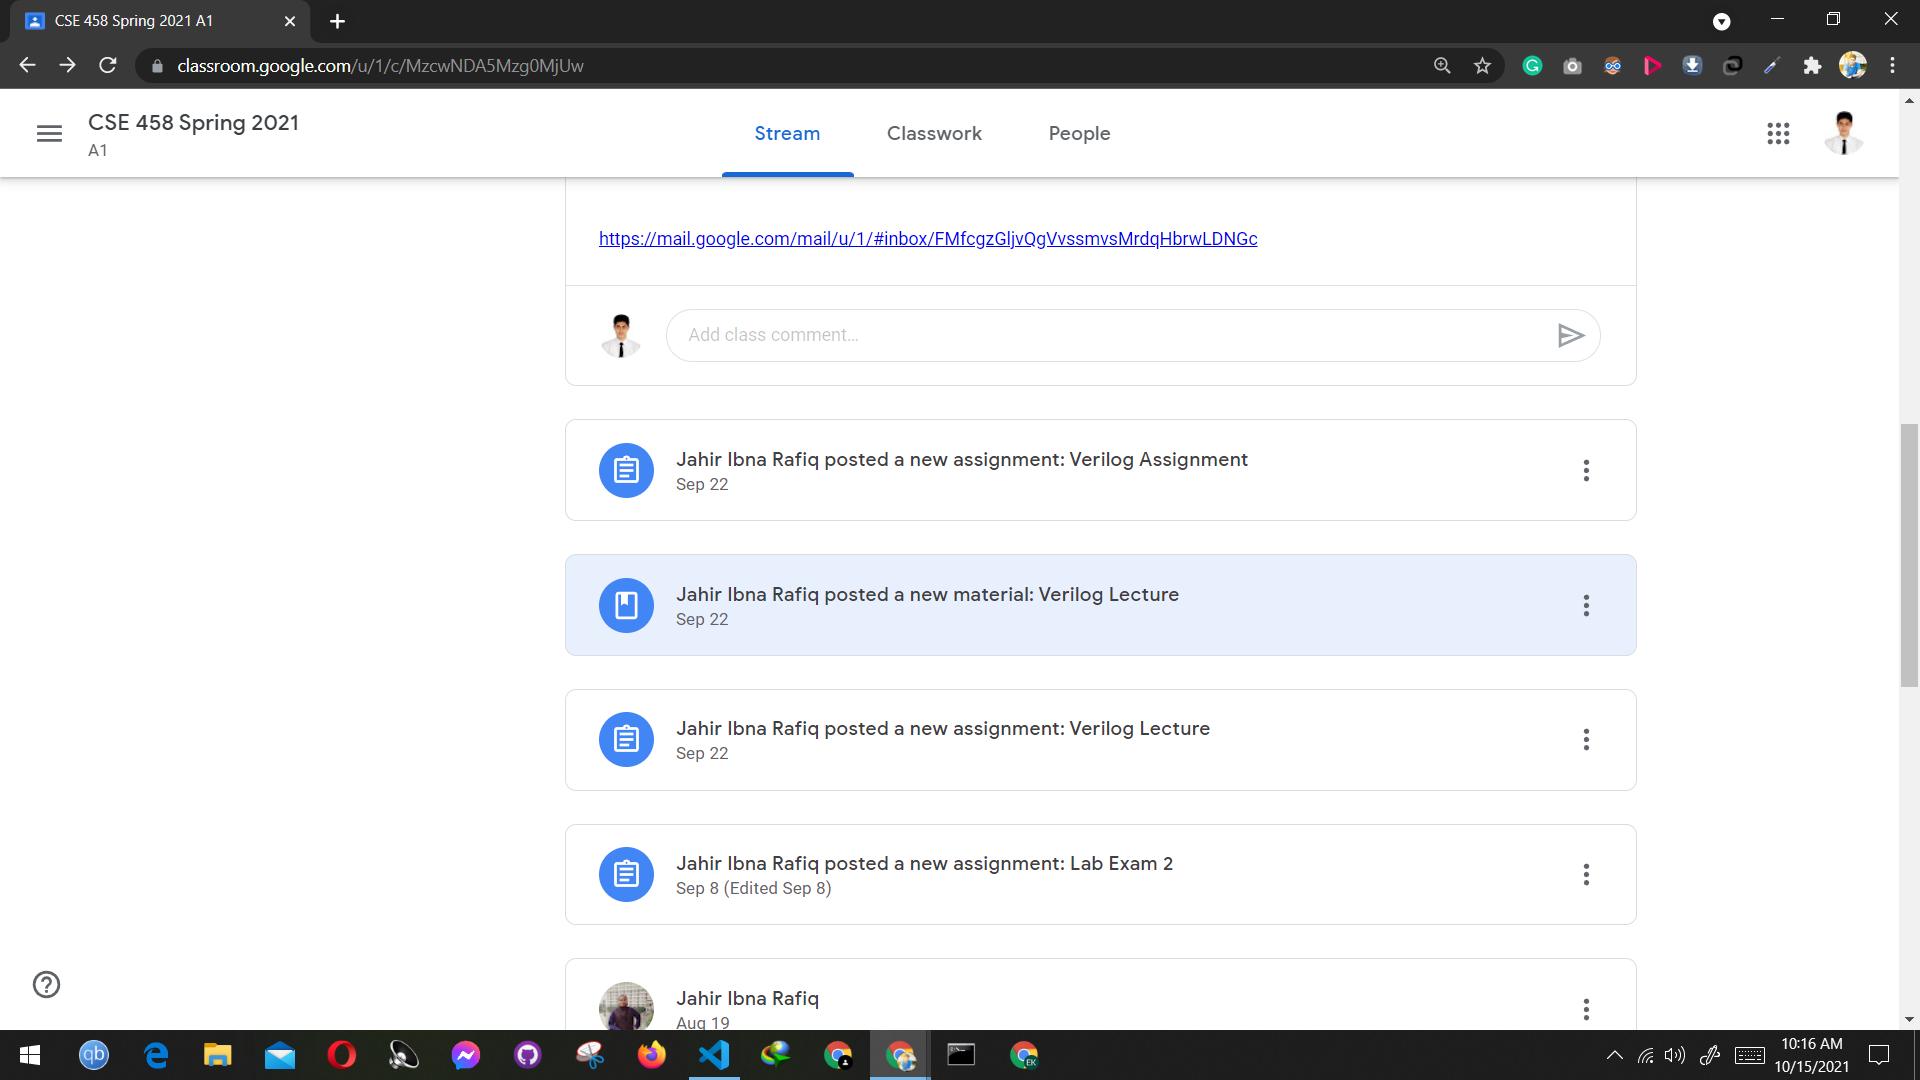 CSE 458 Spring 2021 A1
classroom.google.com/u/1/c/MzcwNDA5Mzg0MjUw
CSE 458 Spring 2021
A1
Stream
Classwork
People
https://mail.google.com/mail/u/1/#inbox/FMfcgzGljvQgVvssmvsMrdqHbrwLDNGc
Add class comment...
Jahir Ibna Rafiq posted a new assignment: Verilog Assignment
Sep 22
Jahir Ibna Rafiq posted a new material: Verilog Lecture
Sep 22
Jahir Ibna Rafiq posted a new assignment: Verilog Lecture
Sep 22
Jahir Ibna Rafiq posted a new assignment: Lab Exam 2
Sep 8 (Edited Sep 8)
Jahir Ibna Rafiq
Aug 19
qb
EK
10:16 AM
10/15/2021